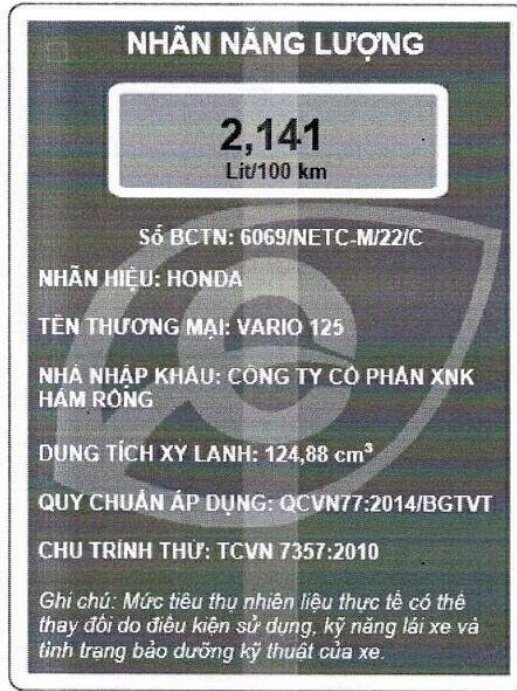 NHÃN NĂNG LƯỢNG
2,141
Lít/100 km
Số BCTN: 6069/NETC-M/22/C
NHÃN HIỆU: HONDA
TÊN THƯƠNG MẠI: VARIO 125
NHÀ NHẬP KHẨU: CÔNG TY CỔ PHẦN XNK
HÀM RỒNG
DUNG TÍCH XY LANH: 124,88 cm³
QUY CHUẨN ÁP DỤNG: QCVN77:2014/BGTVT
CHU TRÌNH THỬ: TCVN 7357:2010
Ghi chú: Mức tiêu thụ nhiên liệu thực tế có thể
thay đổi do điều kiện sử dụng, kỹ năng lái xe và
tình trạng bảo dưỡng kỹ thuật của xe.